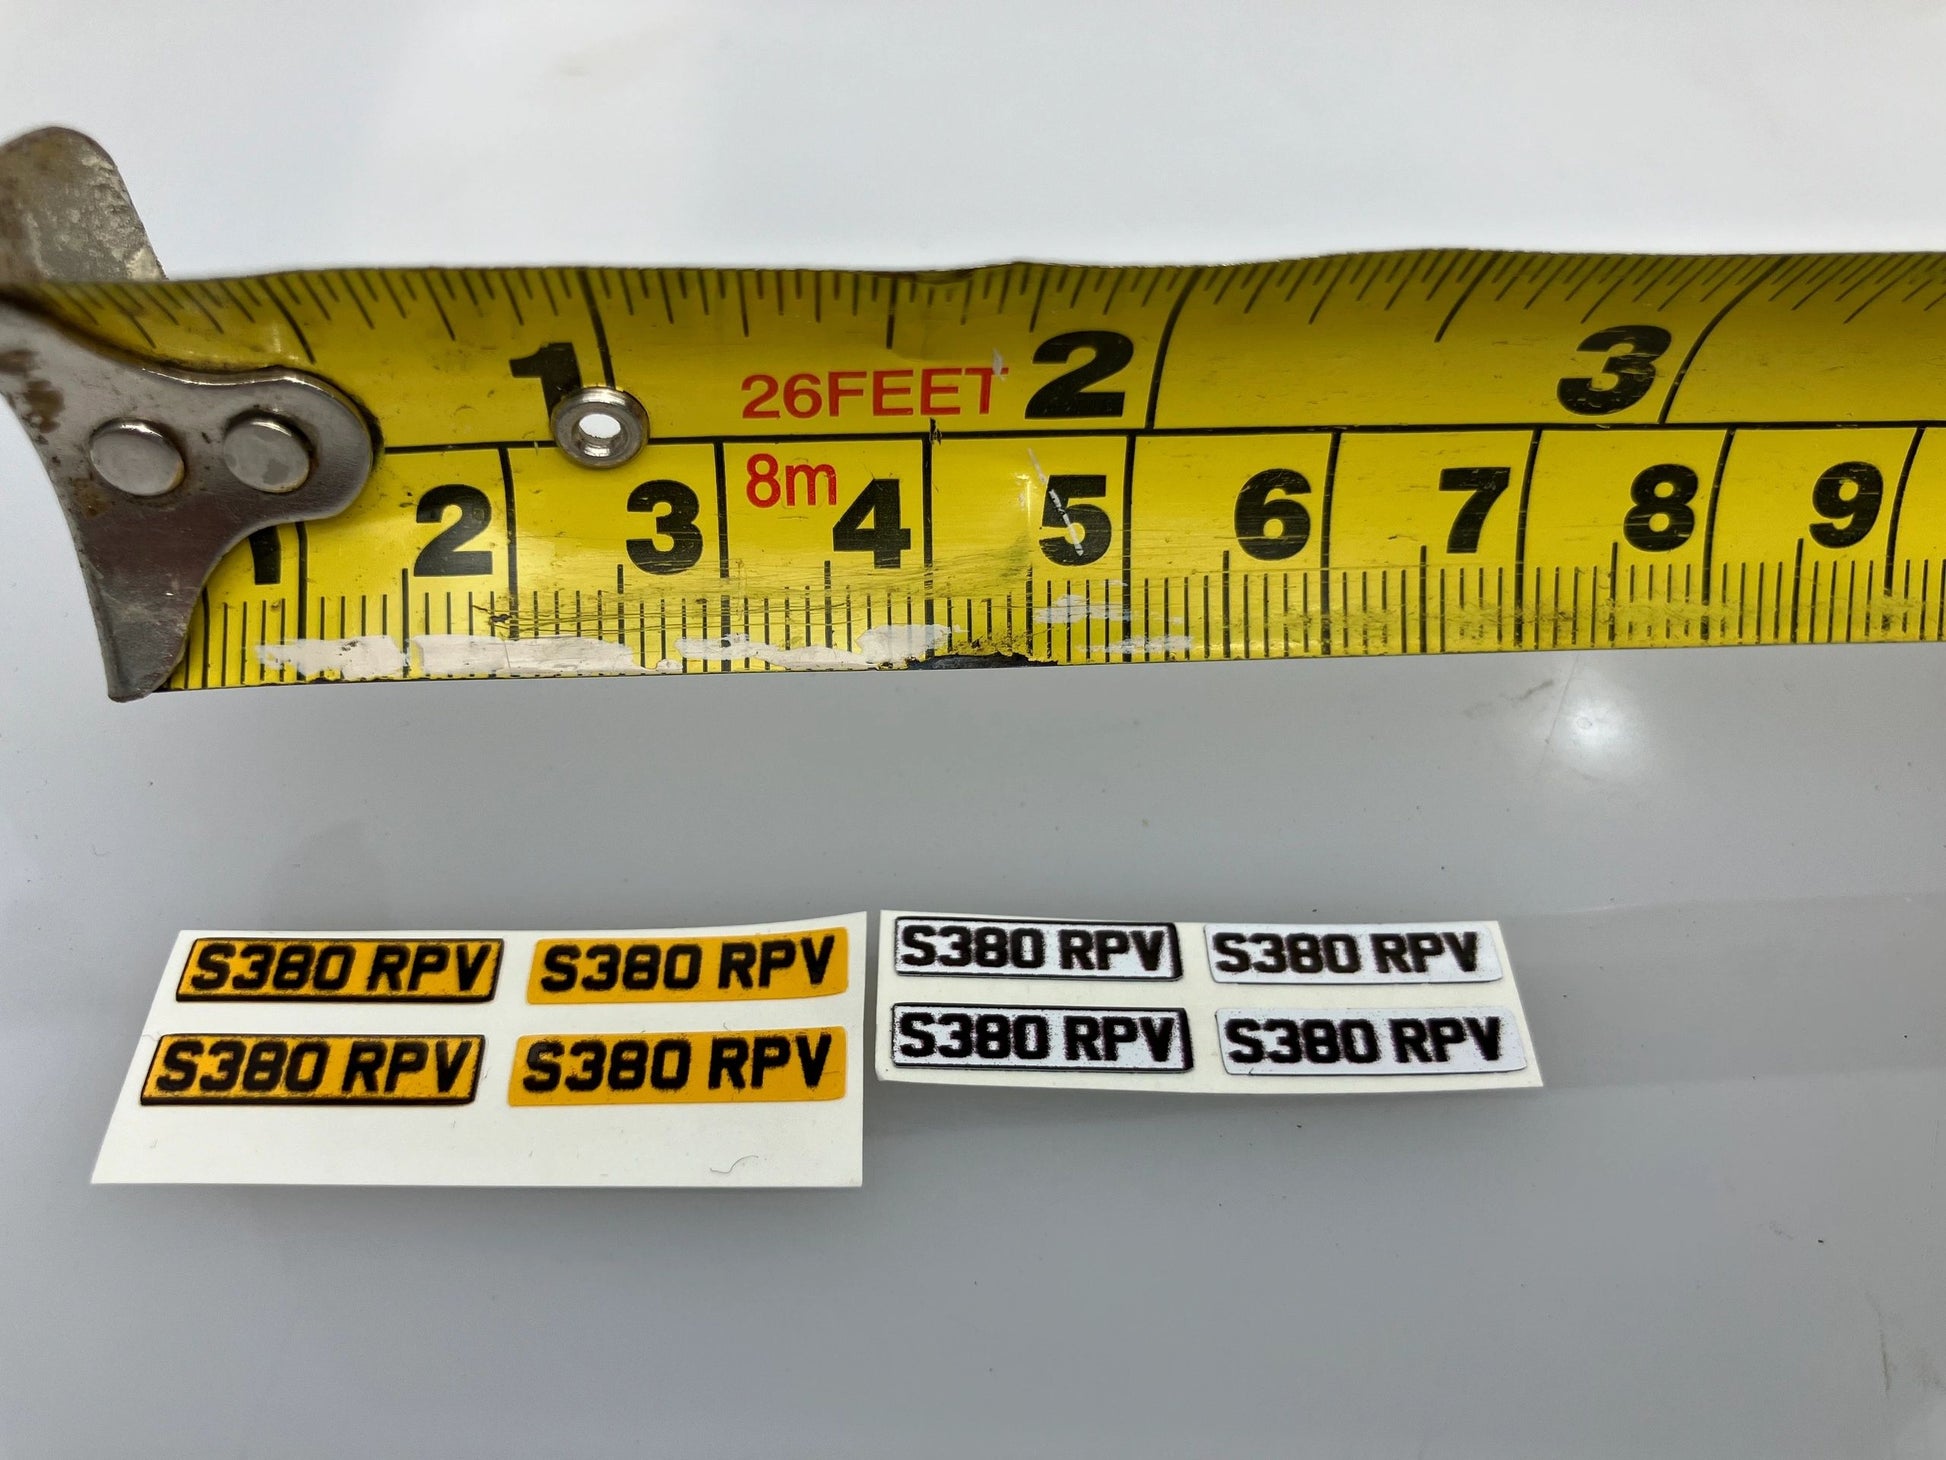 1 2 3
26FEET
8m
1 2 3 4 5 6 7 8 9
S380 RPV S380 RPV S380 RPV S380 RPV
S380 RPV S380 RPV S380 RPV S380 RPV